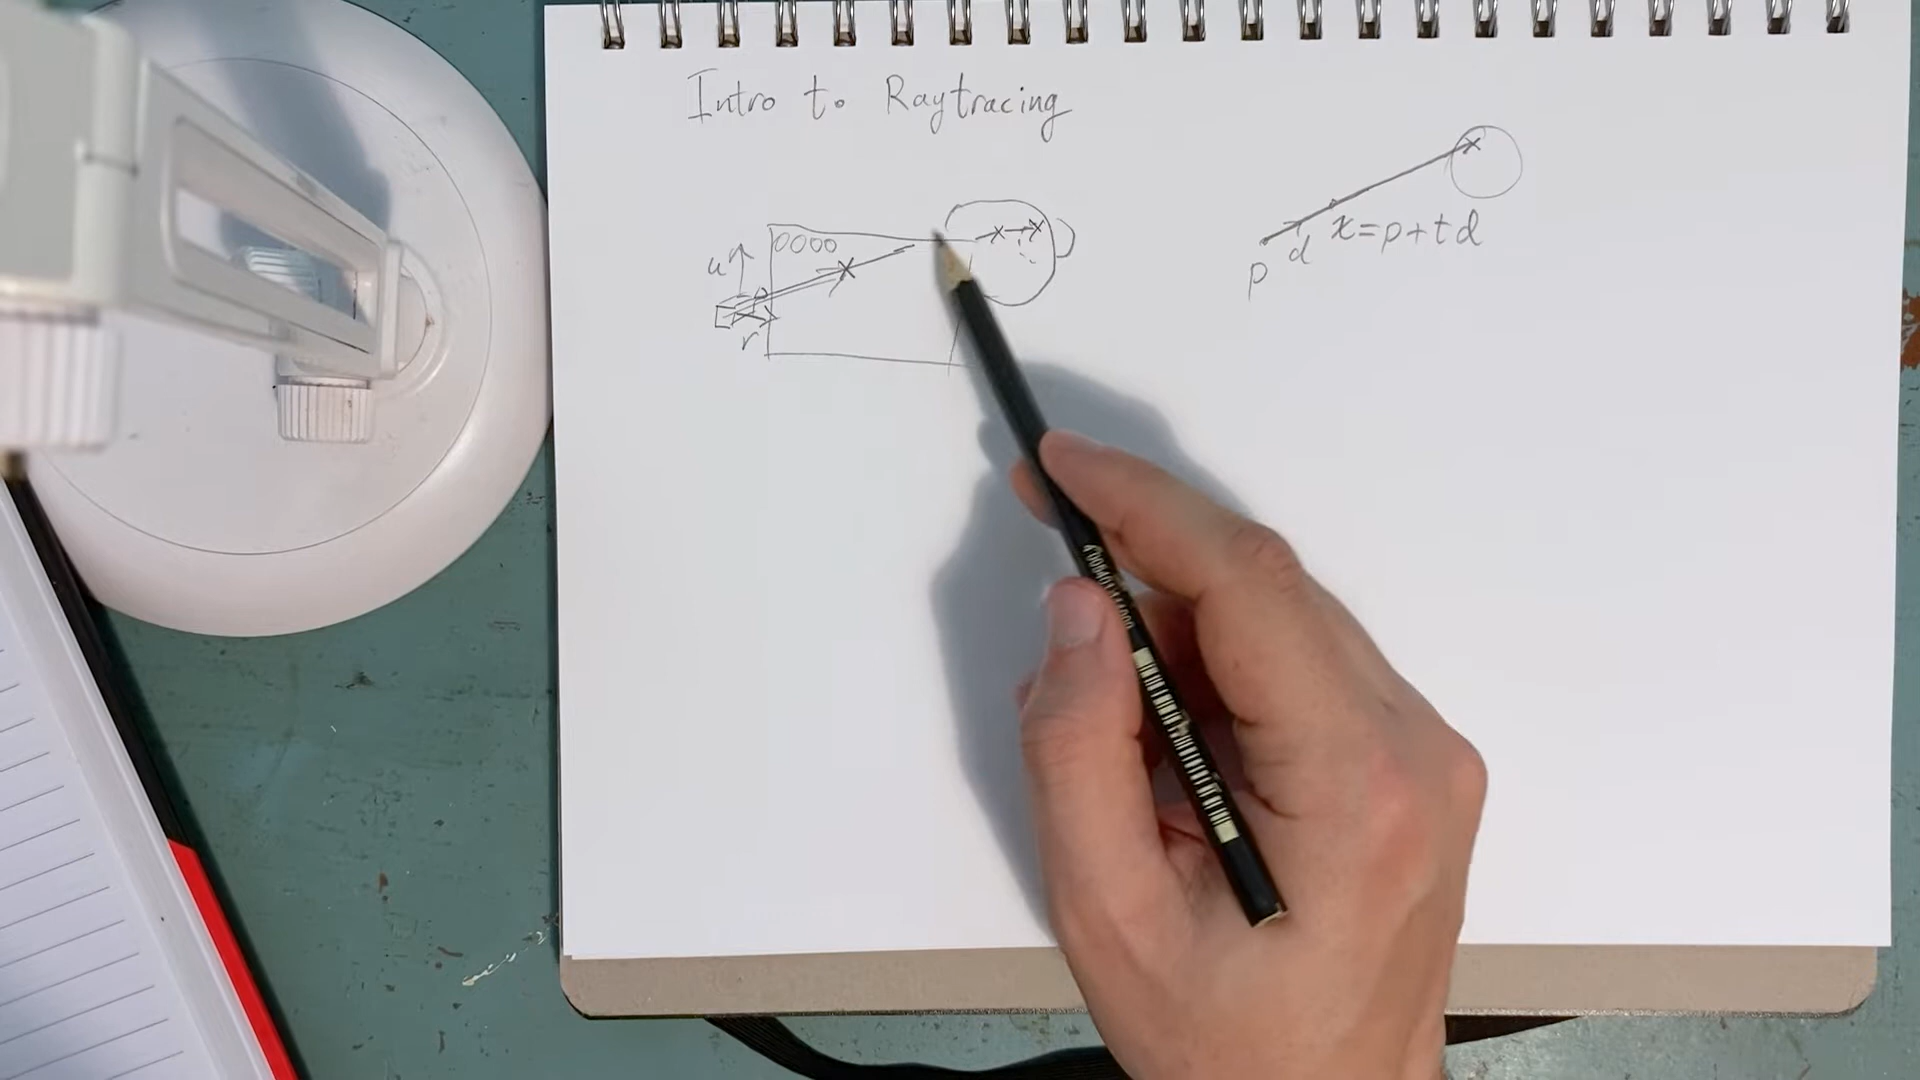 Intro to Raytracing
u
r
p
d
x=p+td